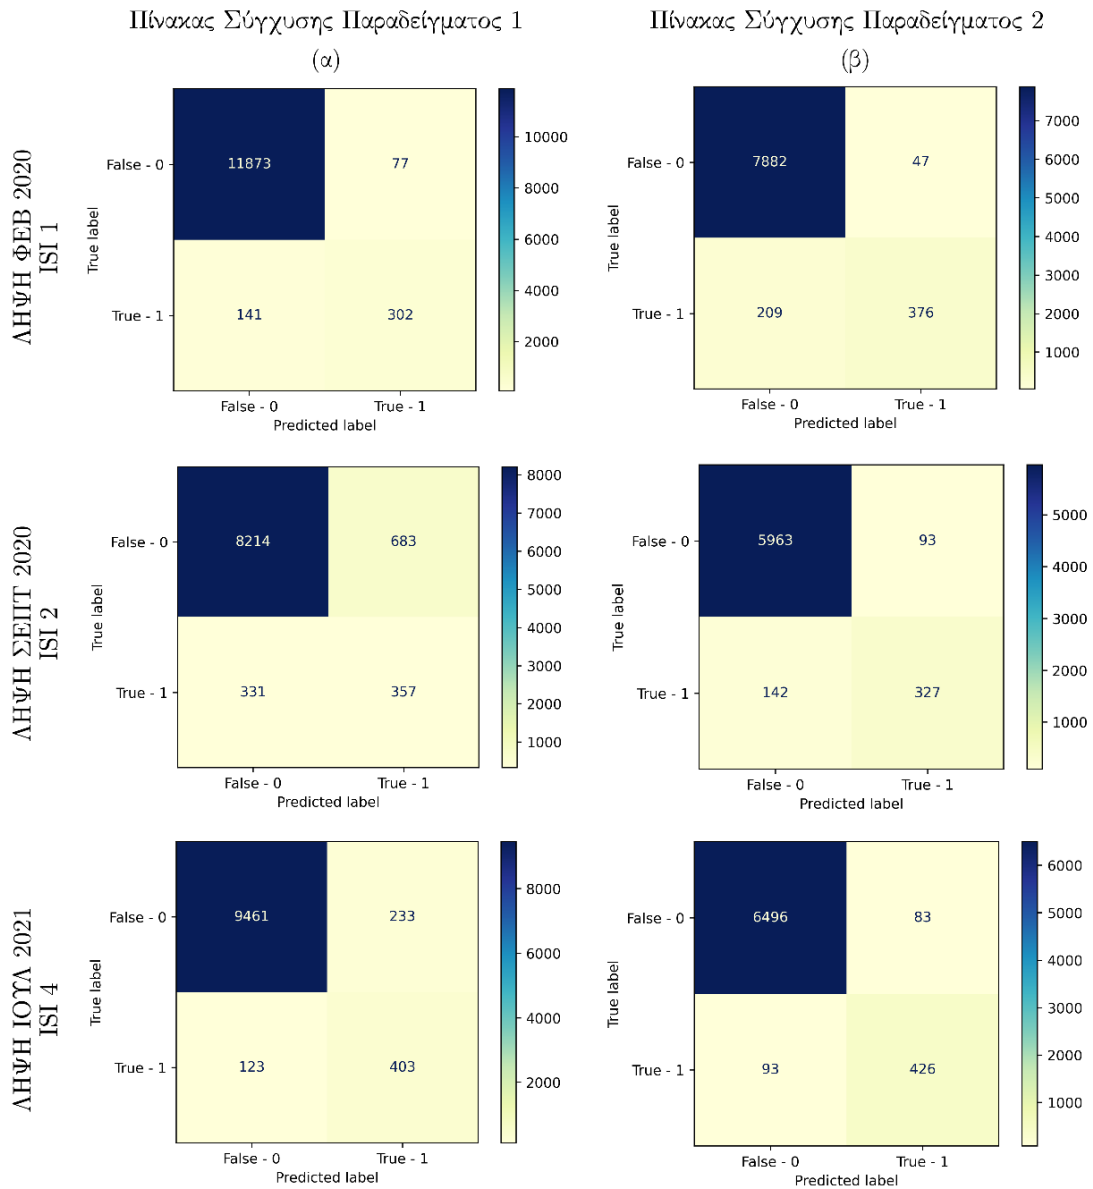 Πίνακας Σύγχυσης Παραδείγματος 1
(α)
Πίνακας Σύγχυσης Παραδείγματος 2
(β)
ΛΗΨΗ ΦΕΒ 2020
ISI 1
True label
False - 0
11873
77
True - 1
141
302
False - 0
True - 1
Predicted label
10000
8000
6000
4000
2000
True label
False - 0
7882
47
True - 1
209
376
False - 0
True - 1
Predicted label
7000
6000
5000
4000
3000
2000
1000
ΛΗΨΗ ΣΕΠΤ 2020
ISI 2
True label
False - 0
8214
683
True - 1
331
357
False - 0
True - 1
Predicted label
8000
7000
6000
5000
4000
3000
2000
1000
True label
False - 0
5963
93
True - 1
142
327
False - 0
True - 1
Predicted label
5000
4000
3000
2000
1000
ΛΗΨΗ ΙΟΥΛ 2021
ISI 4
True label
False - 0
9461
233
True - 1
123
403
False - 0
True - 1
Predicted label
8000
6000
4000
2000
True label
False - 0
6496
83
True - 1
93
426
False - 0
True - 1
Predicted label
6000
5000
4000
3000
2000
1000